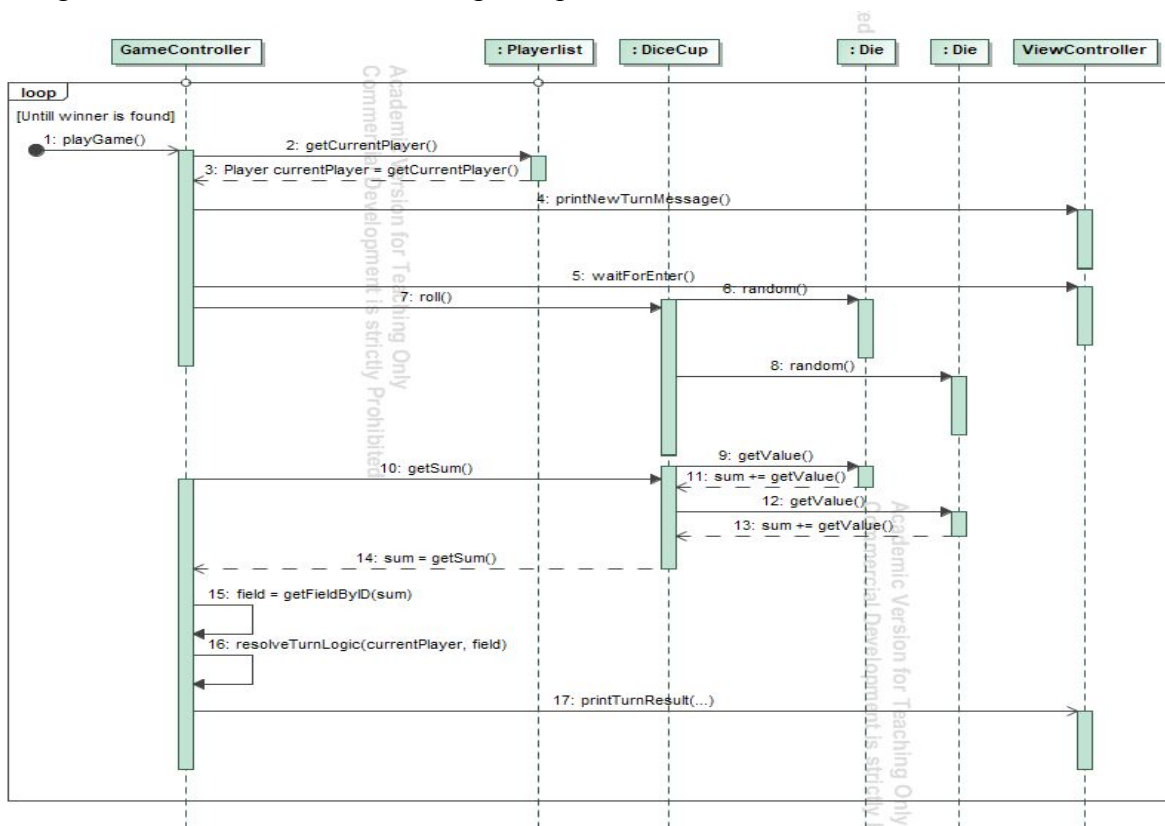 GameController
: Playerlist
: DiceCup
: Die
: Die
ViewController
loop
[Untill winner is found]
1: playGame()
2: getCurrentPlayer()
3: Player currentPlayer = getCurrentPlayer()
4: printNewTurnMessage()
5: waitForEnter()
6: random()
7: roll()
8: random()
9: getValue()
10: getSum()
11: sum += getValue()
12: getValue()
13: sum += getValue()
14: sum = getSum()
15: field = getFieldByID(sum)
16: resolveTurnLogic(currentPlayer, field)
17: printTurnResult(...)
Academic Version for Teaching Only
Commercial Development is strictly Prohibited
Academic Version for Teaching Only
Commercial Development is strictly